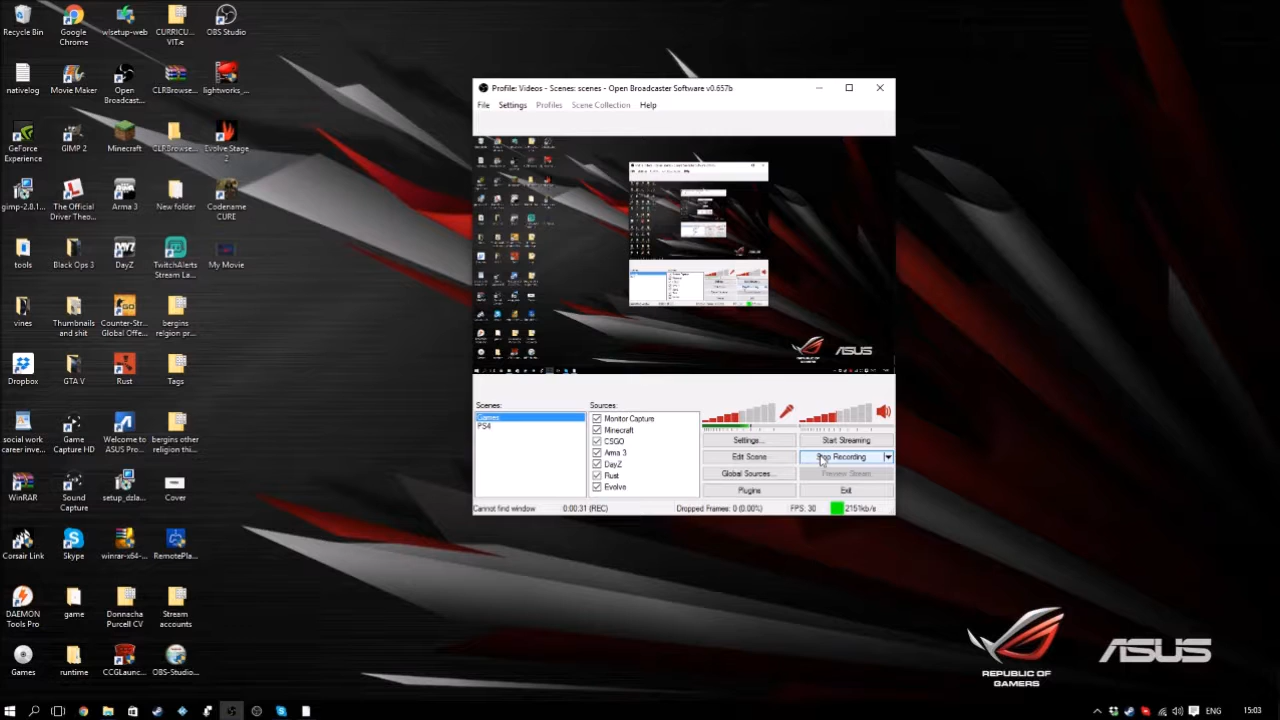 Recycle Bin
Google Chrome
wlsetup-web
CURRICU... VIT.e
OBS Studio
nativelog
Movie Maker
Open Broadcast...
CLRBrowse...
lightworks_...
GeForce Experience
GIMP 2
Minecraft
CLRBrowse...
Evolve Stage 2
gimp-2.8.1...
The Official Driver Theo...
Arma 3
New folder
Codename CURE
tools
Black Ops 3
DayZ
TwitchAlerts Stream La...
My Movie
vines
Thumbnails and shit
Counter-Str... Global Offe...
bergins relgion pr...
Dropbox
GTA V
Rust
Tags
social work career inve...
Game Capture HD
Welcome to ASUS Pro...
bergins other
WinRAR
Sound Capture
setup_dzla...
Cover
Corsair Link
Skype
winrar-x64-...
RemotePla...
DAEMON Tools Pro
game
Donnacha Purcell CV
Stream accounts
Games
runtime
CCGLaunc...
OBS-Studio...
Profile: Videos - Scenes: scenes - Open Broadcaster Software v0.657b
File Settings Profiles Scene Collection Help
ASUS
Scenes:
Games
PS4
Sources:
Monitor Capture
Minecraft
CSGO
Arma 3
DayZ
Rust
Evolve
Settings...
Start Streaming
Edit Scene
Stop Recording
Global Sources...
Preview Stream
Plugins
Exit
Cannot find window
0:00:31 (REC)
Dropped Frames: 0 (0.00%)
FPS: 30
2151kb/s
REPUBLIC OF GAMERS
ASUS
ENG
15:03